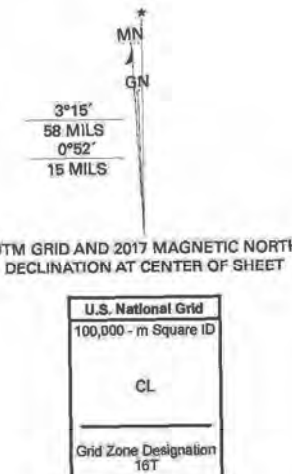 MN
GN
3°15´
58 MILS
0°52´
15 MILS
UTM GRID AND 2017 MAGNETIC NORTH
DECLINATION AT CENTER OF SHEET
U.S. National Grid
100,000 - m Square ID
CL
Grid Zone Designation
16T